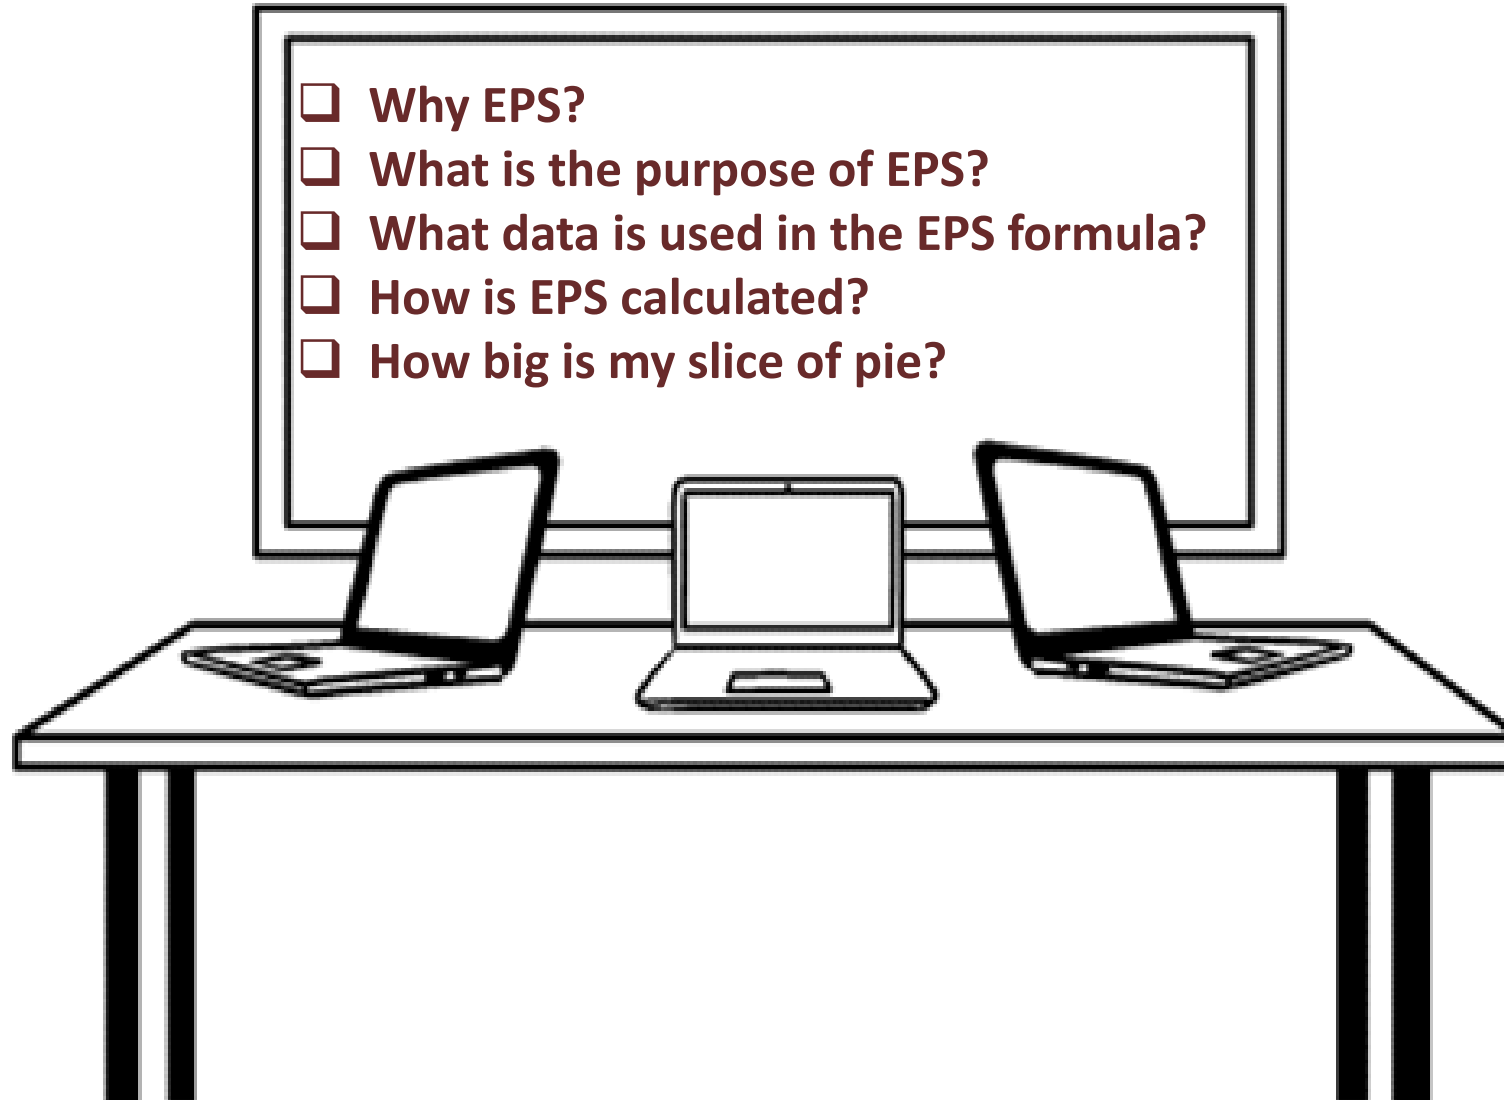 ❑ Why EPS?
❑ What is the purpose of EPS?
❑ What data is used in the EPS formula?
❑ How is EPS calculated?
❑ How big is my slice of pie?